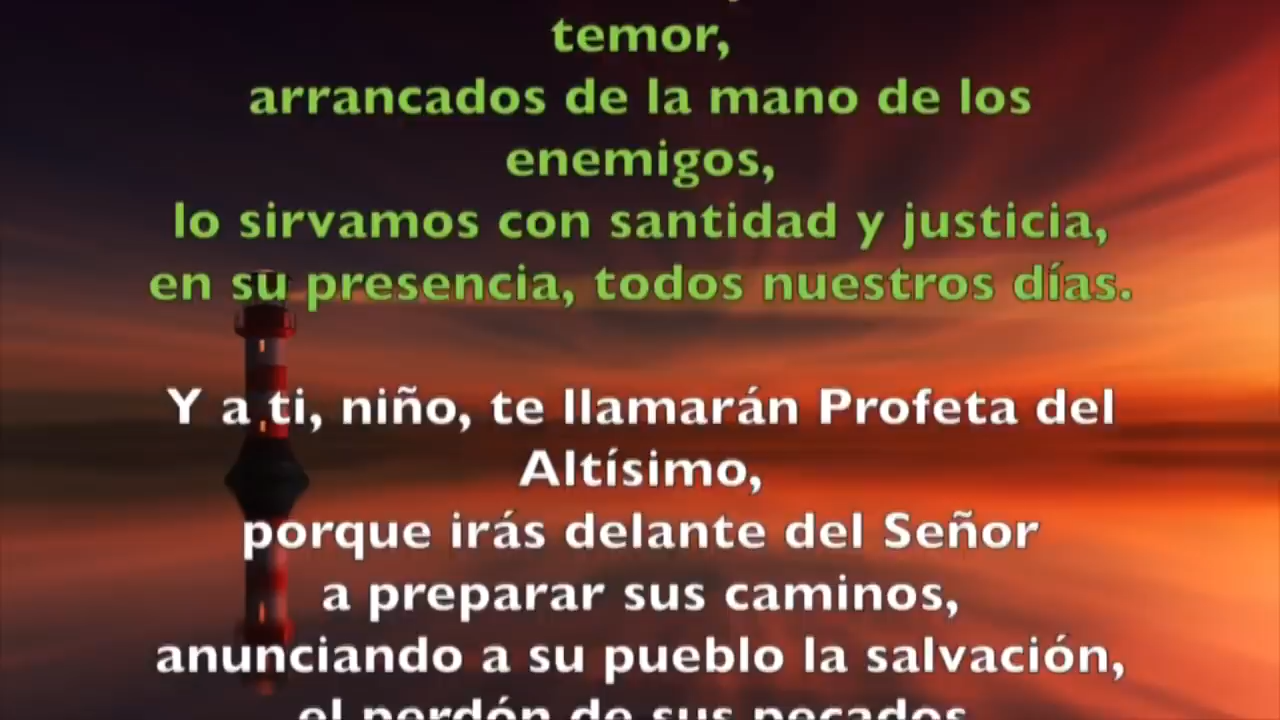 temor,
arrancados de la mano de los
enemigos,
lo sirvamos con santidad y justicia,
en su presencia, todos nuestros días.
Y a ti, niño, te llamarán Profeta del
Altísimo,
porque irás delante del Señor
a preparar sus caminos,
anunciando a su pueblo la salvación,
el perdón de sus pecados